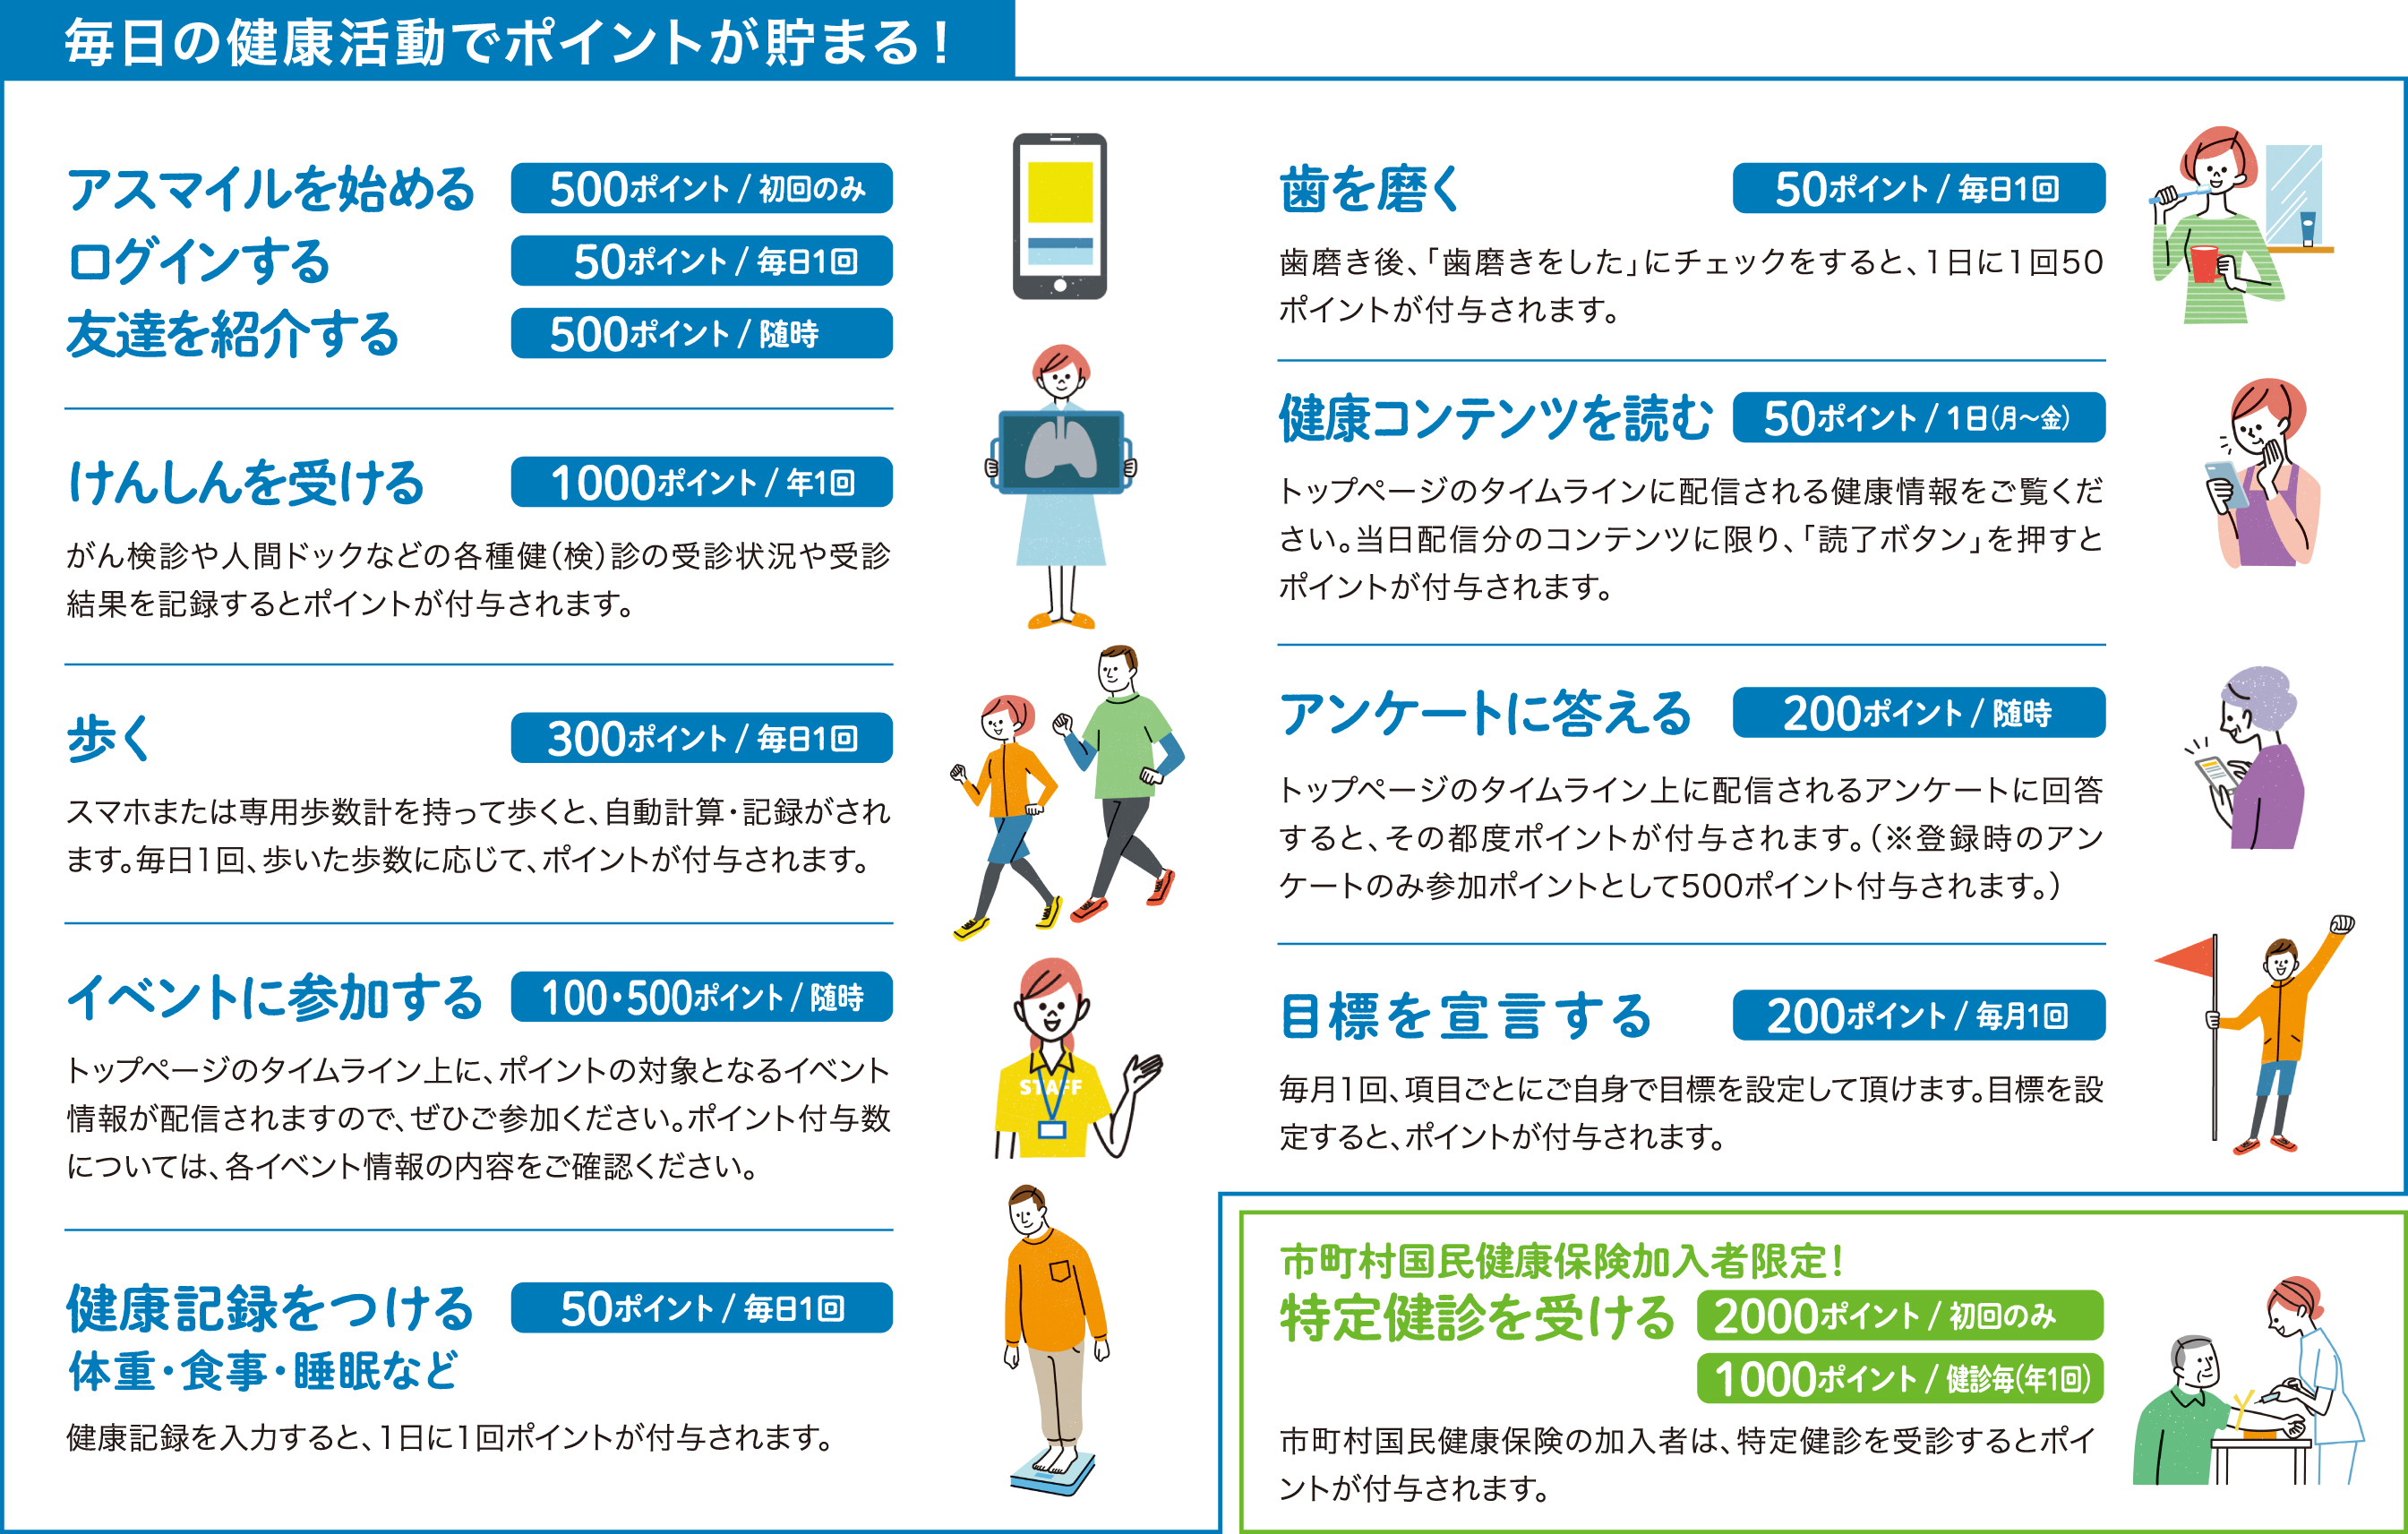 毎日の健康活動でポイントが貯まる！
アスマイルを始める 500ポイント / 初回のみ
ログインする 50ポイント / 毎日1回
友達を紹介する 500ポイント / 随時
けんしんを受ける 1000ポイント / 年1回
がん検診や人間ドックなどの各種健（検）診の受診状況や受診
結果を記録するとポイントが付与されます。
歩く 300ポイント / 毎日1回
スマホまたは専用歩数計を持って歩くと、自動計算・記録がされ
ます。毎日1回、歩いた歩数に応じて、ポイントが付与されます。
イベントに参加する 100・500ポイント / 随時
トップページのタイムライン上に、ポイントの対象となるイベント
情報が配信されますので、ぜひご参加ください。ポイント付与数
については、各イベント情報の内容をご確認ください。
STAFF
健康記録をつける 50ポイント / 毎日1回
体重・食事・睡眠など
健康記録を入力すると、1日に1回ポイントが付与されます。
歯を磨く 50ポイント / 毎日1回
歯磨き後、「歯磨きをした」にチェックをすると、1日に1回50
ポイントが付与されます。
健康コンテンツを読む 50ポイント / 1日（月～金）
トップページのタイムラインに配信される健康情報をご覧くだ
さい。当日配信分のコンテンツに限り、「読了ボタン」を押すと
ポイントが付与されます。
アンケートに答える 200ポイント / 随時
トップページのタイムライン上に配信されるアンケートに回答
すると、その都度ポイントが付与されます。（※登録時のアン
ケートのみ参加ポイントとして500ポイント付与されます。）
目標を宣言する 200ポイント / 毎月1回
毎月1回、項目ごとにご自身で目標を設定して頂けます。目標を設
定すると、ポイントが付与されます。
市町村国民健康保険加入者限定！
特定健診を受ける 2000ポイント / 初回のみ
1000ポイント / 健診毎（年1回）
市町村国民健康保険の加入者は、特定健診を受診するとポイ
ントが付与されます。